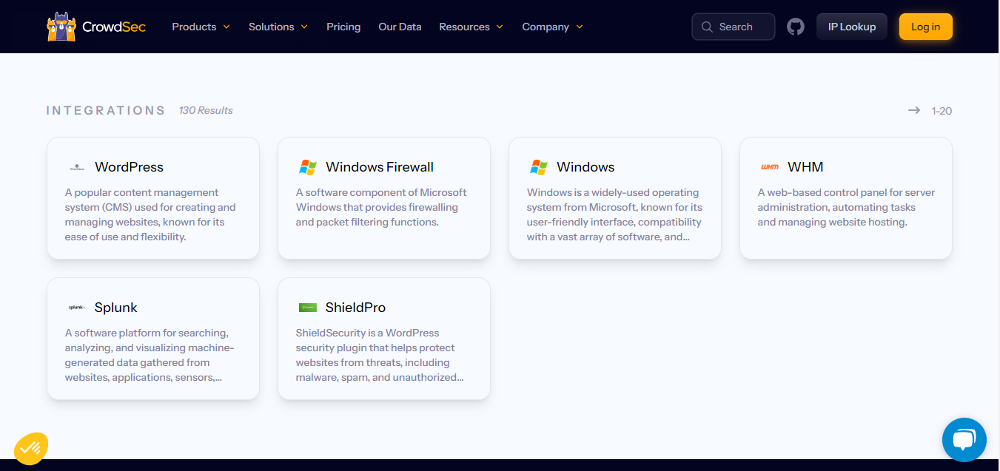 CrowdSec Products Solutions Pricing Our Data Resources Company Search IP Lookup Log in
INTEGRATIONS 130 Results 1-20
WordPress
A popular content management
system (CMS) used for creating and
managing websites, known for its
ease of use and flexibility.
Windows Firewall
A software component of Microsoft
Windows that provides firewalling
and packet filtering functions.
Windows
Windows is a widely-used operating
system from Microsoft, known for its
user-friendly interface, compatibility
with a vast array of software, and...
WHM WHM
A web-based control panel for server
administration, automating tasks
and managing website hosting.
splunk> Splunk
A software platform for searching,
analyzing, and visualizing machine-
generated data gathered from
websites, applications, sensors,...
ShieldPro
ShieldSecurity is a WordPress
security plugin that helps protect
websites from threats, including
malware, spam, and unauthorized...